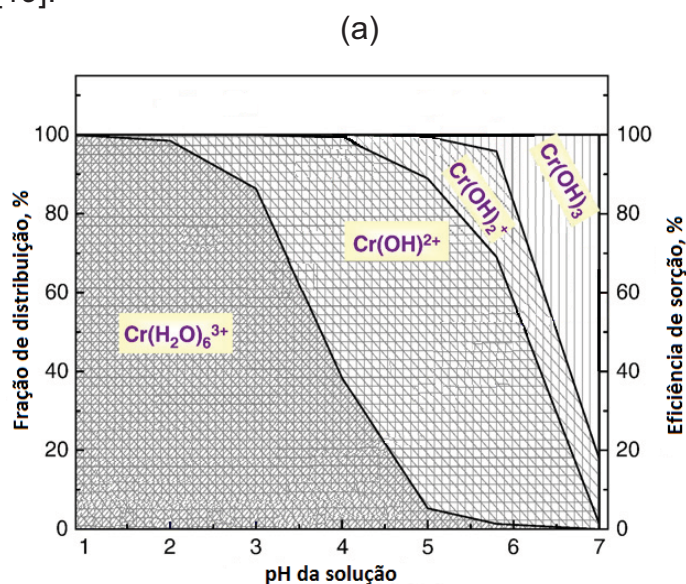 (a)
Fração de distribuição, %
100
80
60
40
20
0
Cr(H₂O)₆³⁺
Cr(OH)²⁺
Cr(OH)₂⁺
Cr(OH)₃
100
80
60
40
20
0
Eficiência de sorção, %
1 2 3 4 5 6 7
pH da solução